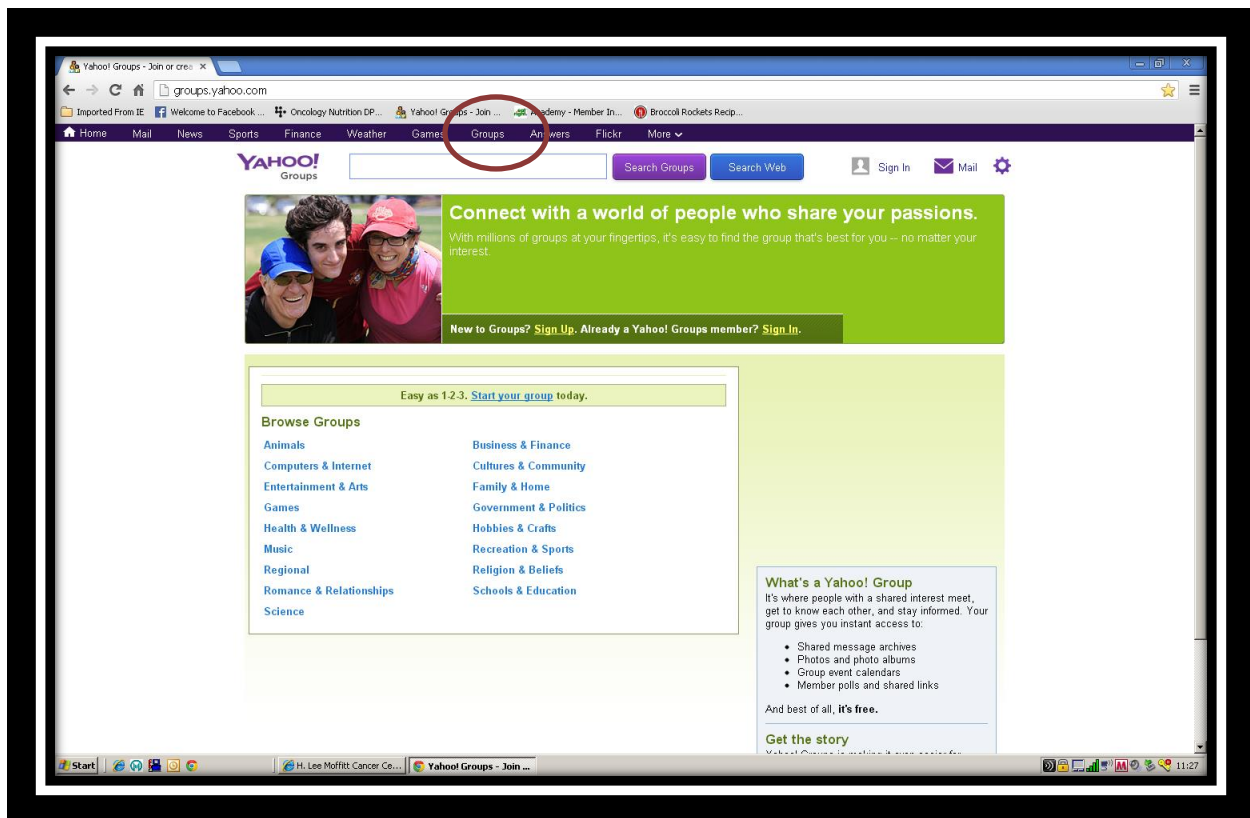 Yahoo! Groups - Join or crea
groups.yahoo.com
Imported From IE Welcome to Facebook ... Oncology Nutrition DP... Yahoo! Groups - Join ... Academy - Member In... Broccoli Rockets Recip...
Home Mail News Sports Finance Weather Games Groups Answers Flickr More
YAHOO!
Groups
Search Groups Search Web Sign In Mail
Connect with a world of people who share your passions.
With millions of groups at your fingertips, it's easy to find the group that's best for you -- no matter your
interest.
New to Groups? Sign Up. Already a Yahoo! Groups member? Sign In.
Easy as 1-2-3. Start your group today.
Browse Groups
Animals Business & Finance
Computers & Internet Cultures & Community
Entertainment & Arts Family & Home
Games Government & Politics
Health & Wellness Hobbies & Crafts
Music Recreation & Sports
Regional Religion & Beliefs
Romance & Relationships Schools & Education
Science
What's a Yahoo! Group
It's where people with a shared interest meet,
get to know each other, and stay informed. Your
group gives you instant access to:
• Shared message archives
• Photos and photo albums
• Group event calendars
• Member polls and shared links
And best of all, it's free.
Get the story
Start H. Lee Moffitt Cancer Ce... Yahoo! Groups - Join ... 11:27